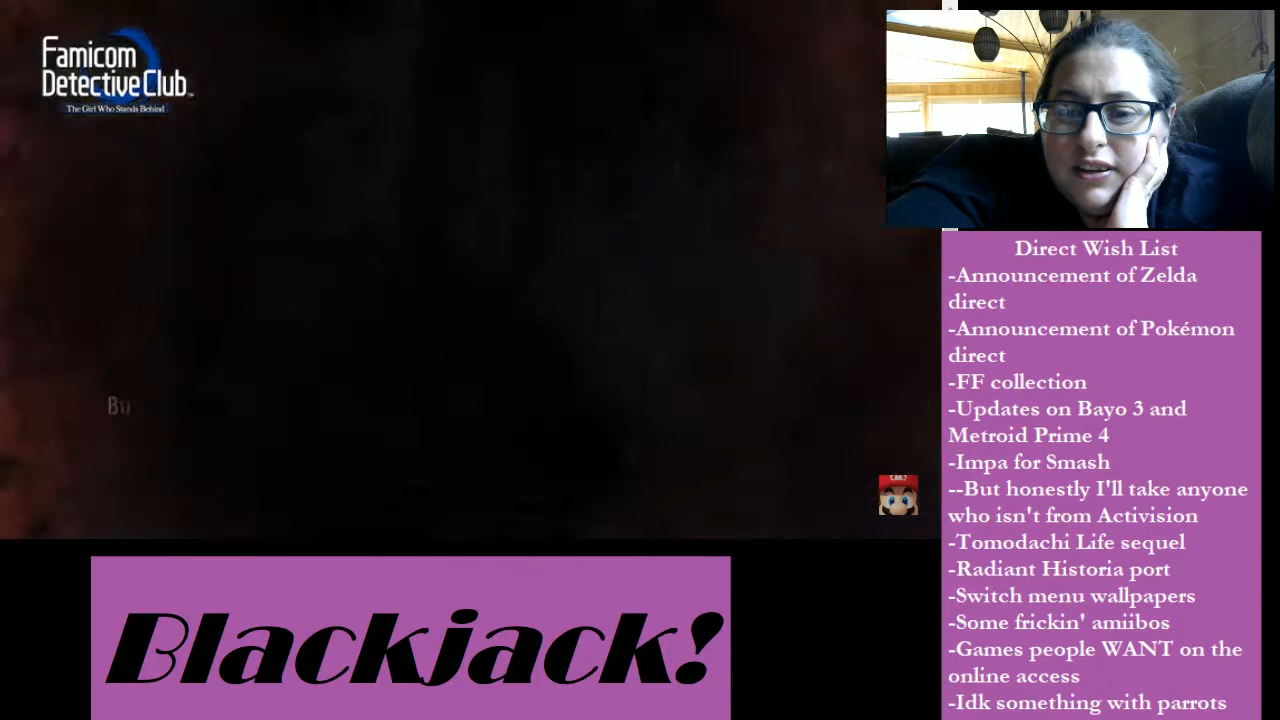 Famicom
Detective Club
The Girl Who Stands Behind
Direct Wish List
-Announcement of Zelda
direct
-Announcement of Pokémon
direct
-FF collection
-Updates on Bayo 3 and
Metroid Prime 4
-Impa for Smash
--But honestly I'll take anyone
who isn't from Activision
-Tomodachi Life sequel
-Radiant Historia port
-Switch menu wallpapers
-Some frickin' amiibos
-Games people WANT on the
online access
-Idk something with parrots
Blackjack!